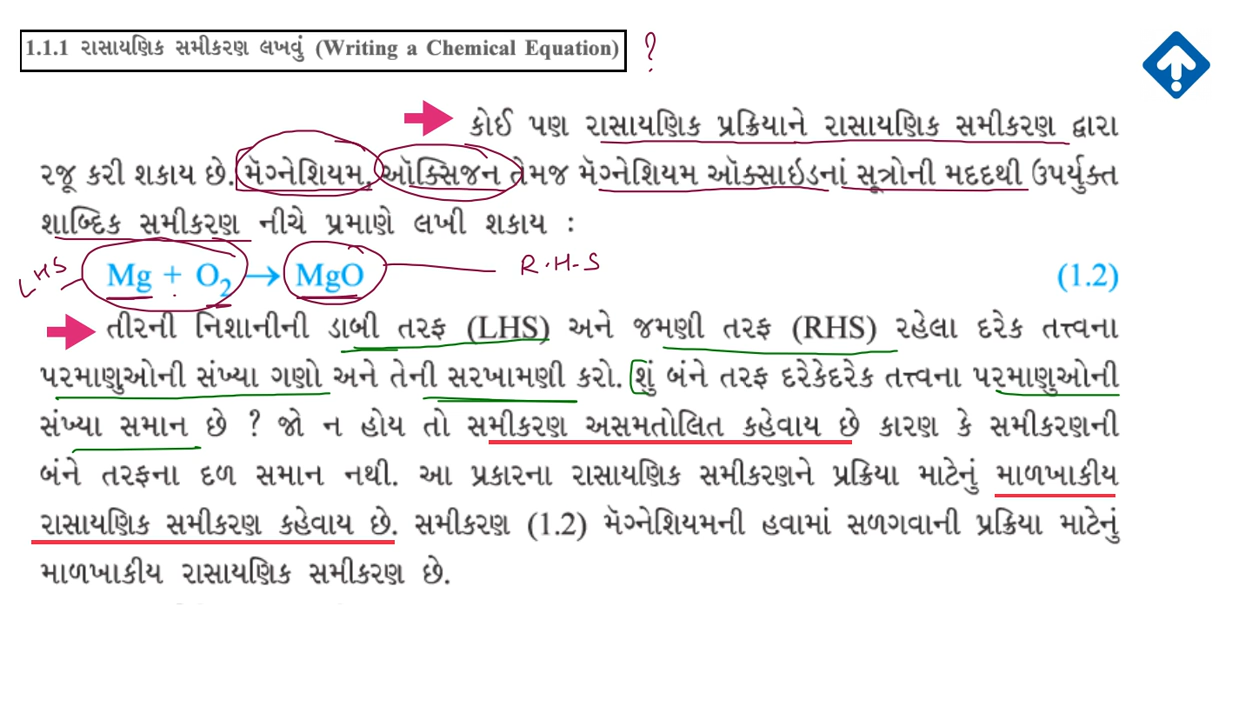 1.1.1 રાસાયણિક સમીકરણ લખવું (Writing a Chemical Equation) ?
કોઈ પણ રાસાયણિક પ્રક્રિયાને રાસાયણિક સમીકરણ દ્વારા
રજૂ કરી શકાય છે. મૅગ્નેશિયમ, ઑક્સિજન તેમજ મૅગ્નેશિયમ ઑક્સાઇડનાં સૂત્રોની મદદથી ઉપર્યુક્ત
શાબ્દિક સમીકરણ નીચે પ્રમાણે લખી શકાય :
LHS Mg + O₂ → MgO R.H.S (1.2)
તીરની નિશાનીની ડાબી તરફ (LHS) અને જમણી તરફ (RHS) રહેલા દરેક તત્ત્વના
પરમાણુઓની સંખ્યા ગણો અને તેની સરખામણી કરો. શું બંને તરફ દરેકેદરેક તત્ત્વના પરમાણુઓની
સંખ્યા સમાન છે ? જો ન હોય તો સમીકરણ અસમતોલિત કહેવાય છે કારણ કે સમીકરણની
બંને તરફના દળ સમાન નથી. આ પ્રકારના રાસાયણિક સમીકરણને પ્રક્રિયા માટેનું માળખાકીય
રાસાયણિક સમીકરણ કહેવાય છે. સમીકરણ (1.2) મૅગ્નેશિયમની હવામાં સળગવાની પ્રક્રિયા માટેનું
માળખાકીય રાસાયણિક સમીકરણ છે.